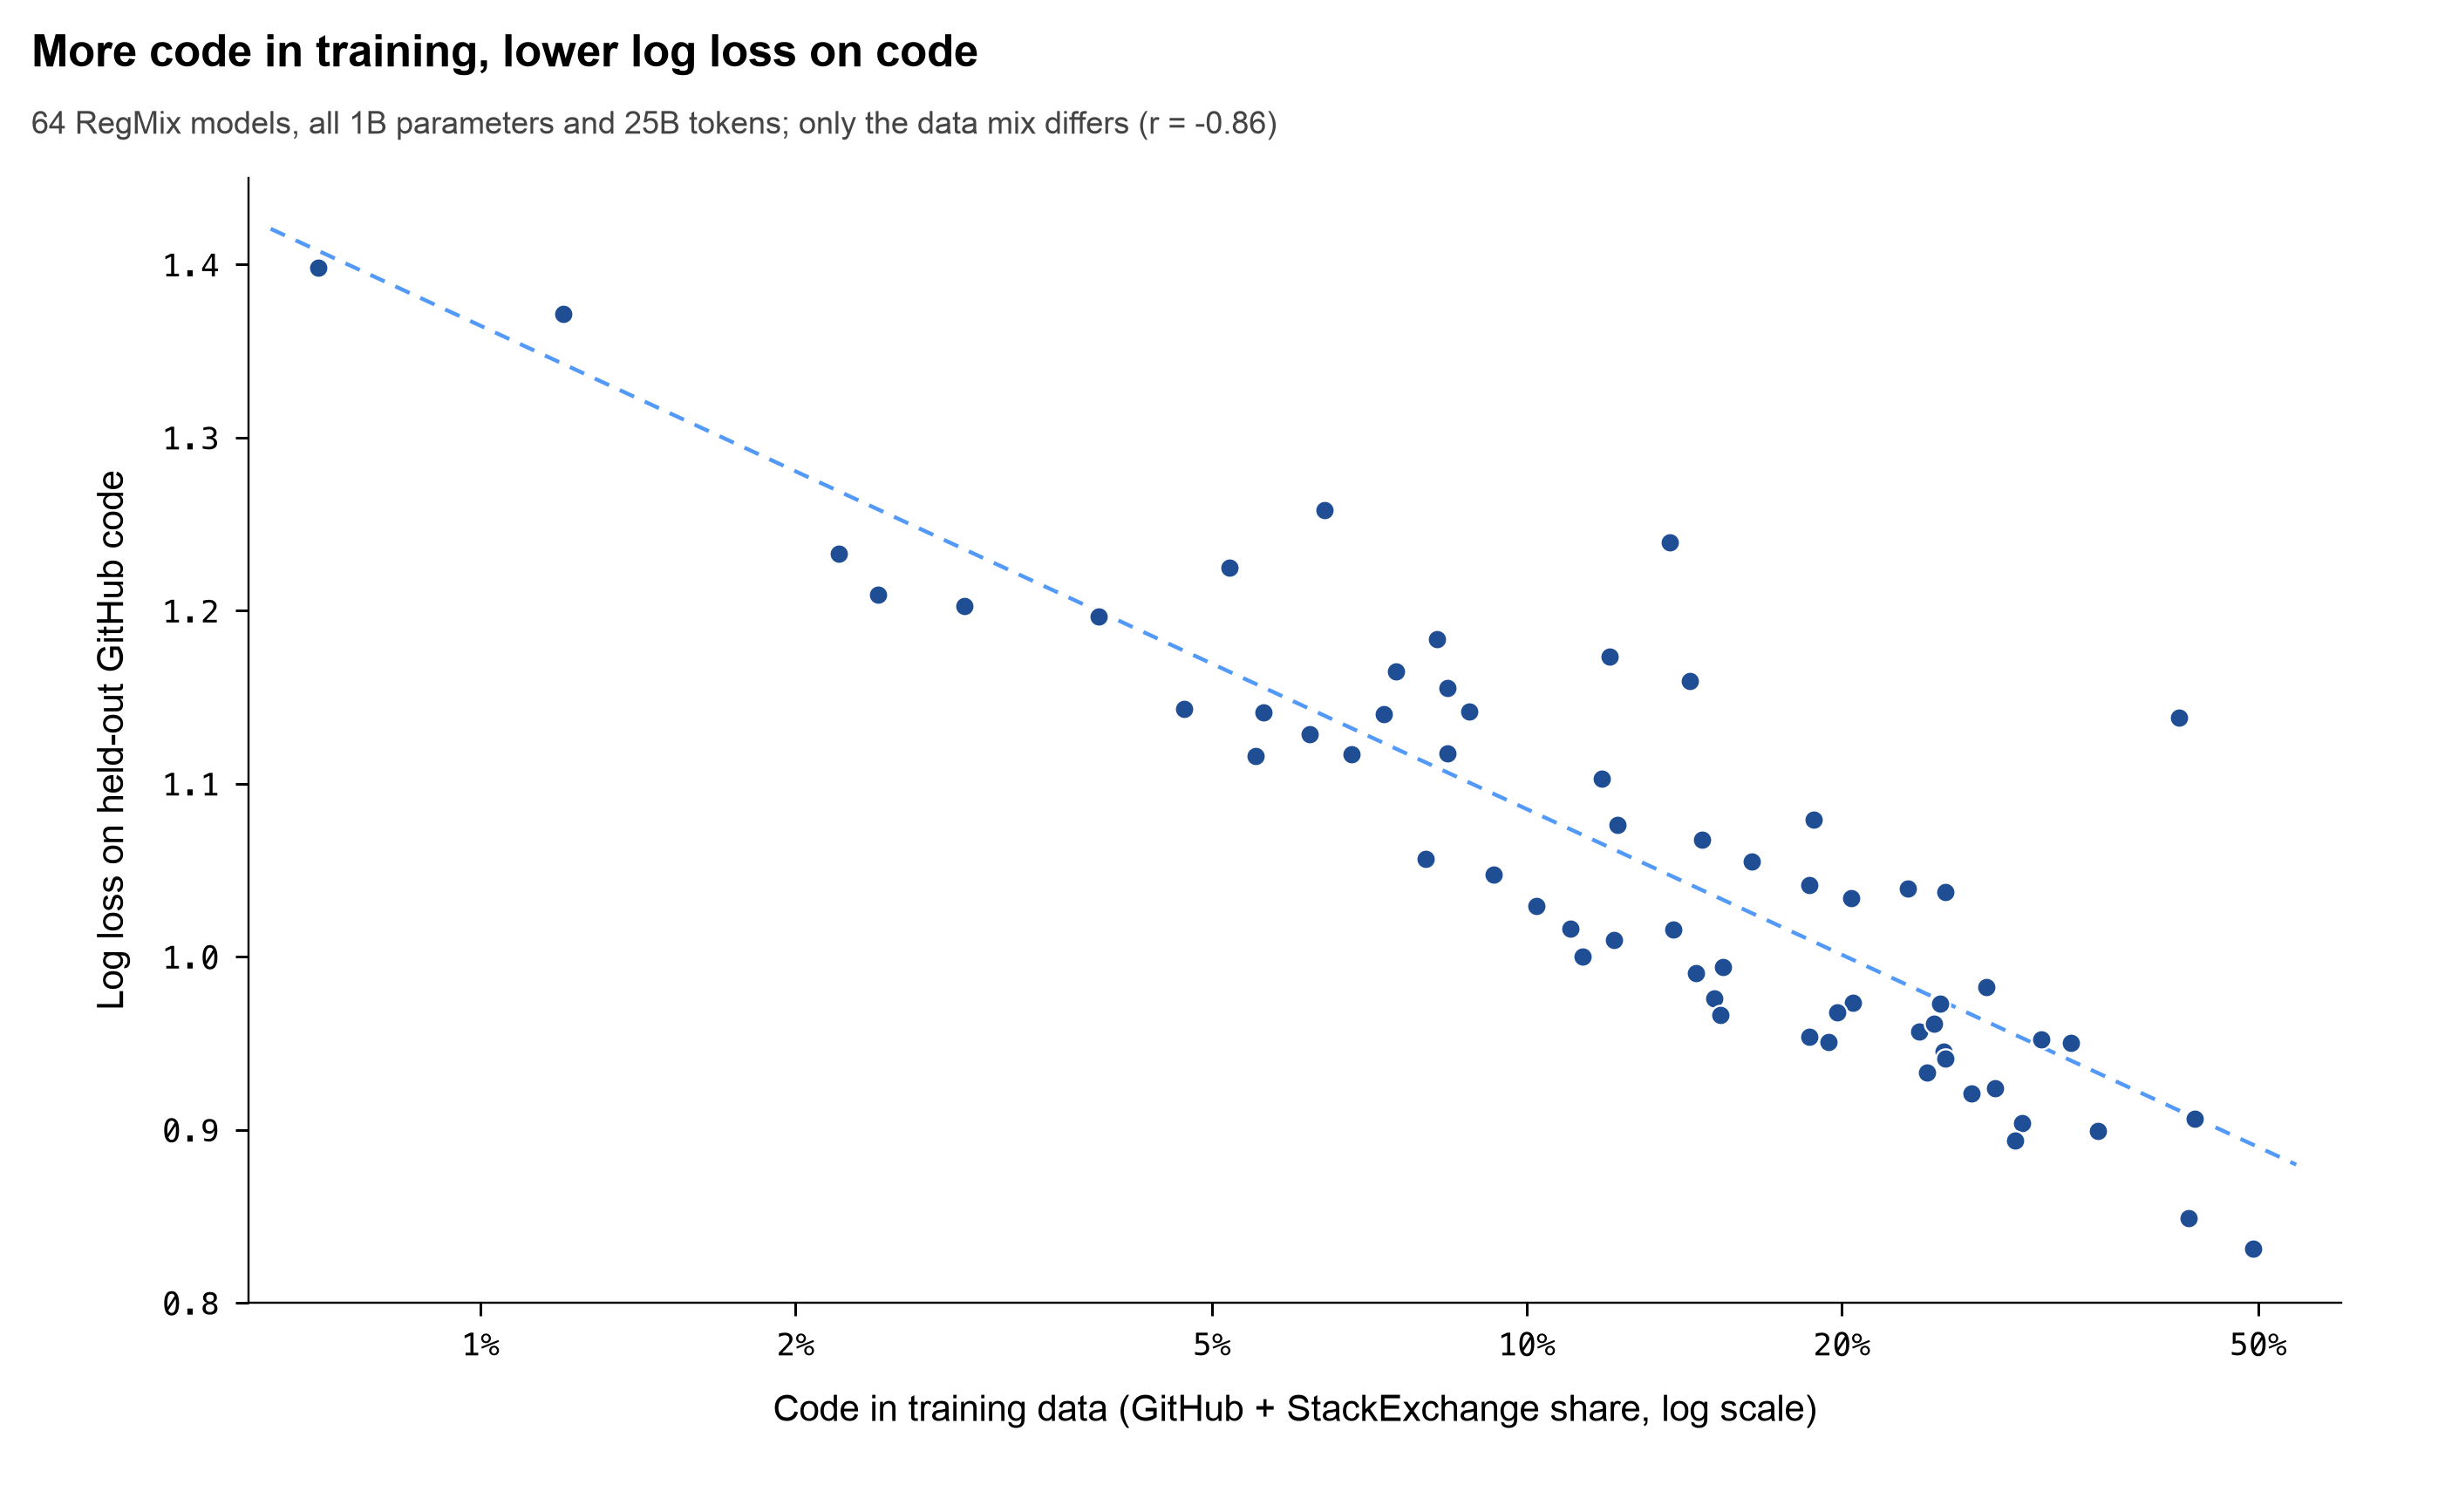 More code in training, lower log loss on code
64 RegMix models, all 1B parameters and 25B tokens; only the data mix differs (r = -0.86)
Log loss on held-out GitHub code
1.4
1.3
1.2
1.1
1.0
0.9
0.8
1% 2% 5% 10% 20% 50%
Code in training data (GitHub + StackExchange share, log scale)